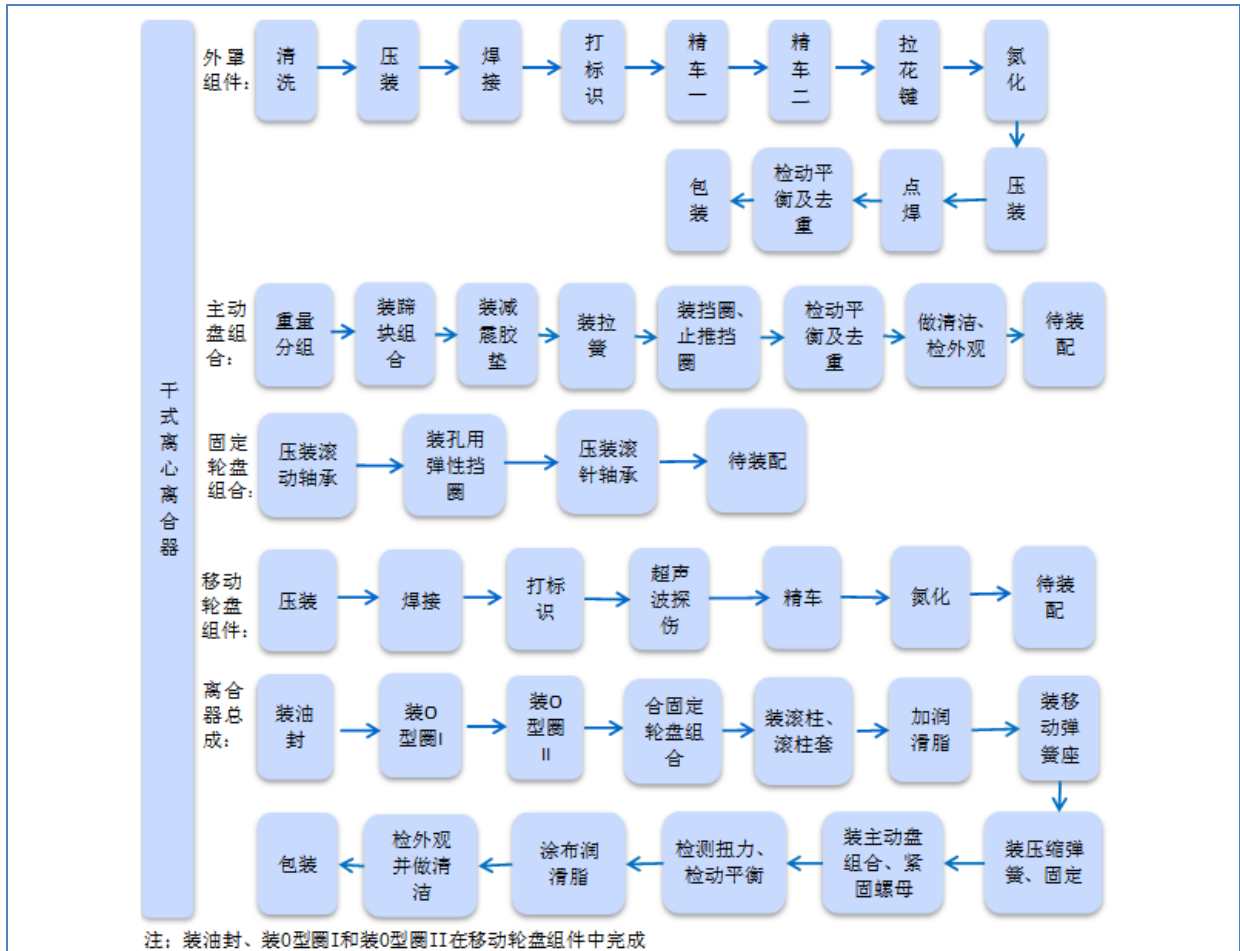 干式离心离合器
外罩
组件:
清
洗
压
装
焊
接
打
标
识
精
车
一
精
车
二
拉
花
键
氮
化
压
装
点
焊
检动平
衡及去
重
包
装
主动
盘组
合:
重量
分组
装蹄
块组
合
装减
震胶
垫
装拉
簧
装挡圈、
止推挡
圈
检动平
衡及去
重
做清洁、
检外观
待装
配
固定
轮盘
组合:
压装滚
动轴承
装孔用
弹性挡
圈
压装滚
针轴承
待装配
移动
轮盘
组件:
压装
焊接
打标
识
超声
波探
伤
精车
氮化
待装
配
离合
器总
成:
装油
封
装O
型圈I
装O
型圈
II
合固定
轮盘组
合
装滚柱、
滚柱套
加润
滑脂
装移
动弹
簧座
装压缩弹
簧、固定
装主动盘
组合、紧
固螺母
检测扭力、
检动平衡
涂布润
滑脂
检外观
并做清
洁
包装
注：装油封、装O型圈I和装O型圈II在移动轮盘组件中完成